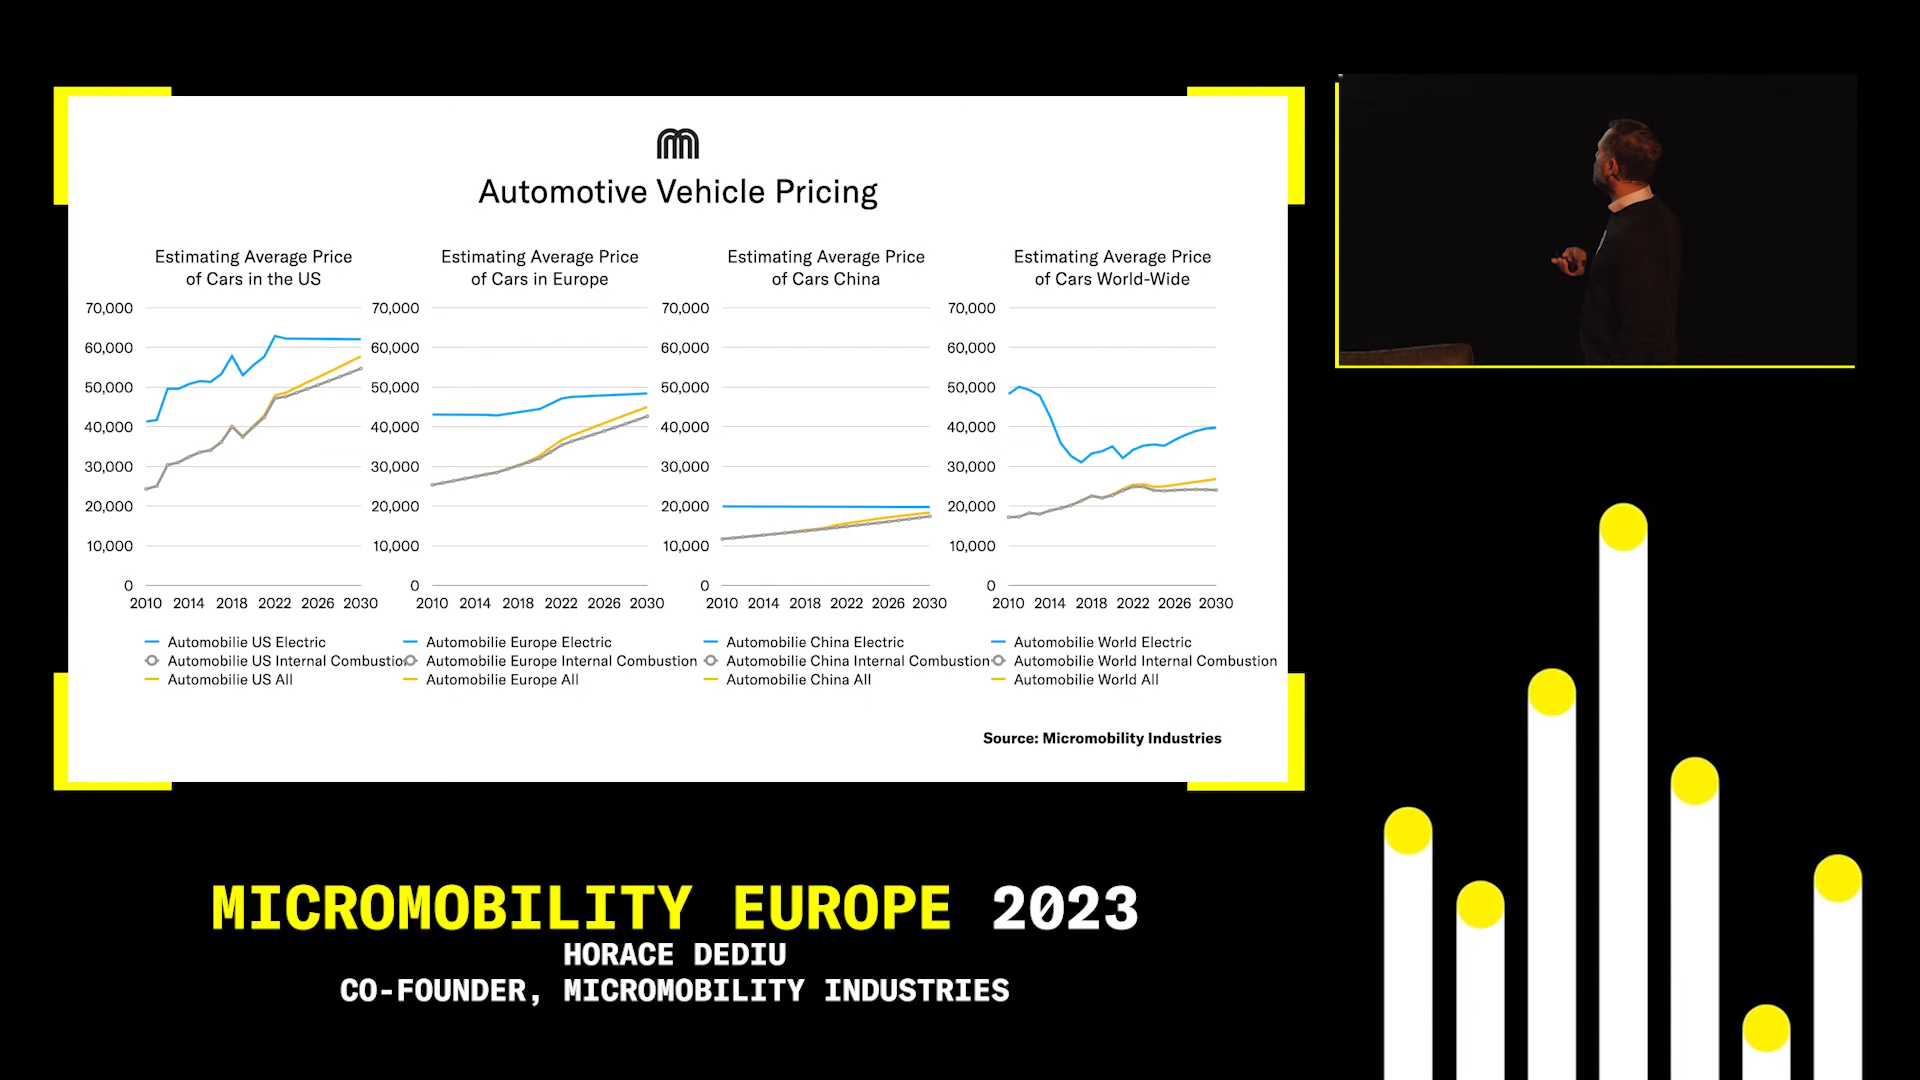 Automotive Vehicle Pricing
Estimating Average Price
of Cars in the US
70,000
60,000
50,000
40,000
30,000
20,000
10,000
0
2010 2014 2018 2022 2026 2030
Automobilie US Electric
Automobilie US Internal Combustion
Automobilie US All
Estimating Average Price
of Cars in Europe
70,000
60,000
50,000
40,000
30,000
20,000
10,000
0
2010 2014 2018 2022 2026 2030
Automobilie Europe Electric
Automobilie Europe Internal Combustion
Automobilie Europe All
Estimating Average Price
of Cars China
70,000
60,000
50,000
40,000
30,000
20,000
10,000
0
2010 2014 2018 2022 2026 2030
Automobilie China Electric
Automobilie China Internal Combustion
Automobilie China All
Estimating Average Price
of Cars World-Wide
70,000
60,000
50,000
40,000
30,000
20,000
10,000
0
2010 2014 2018 2022 2026 2030
Automobilie World Electric
Automobilie World Internal Combustion
Automobilie World All
Source: Micromobility Industries
MICROMOBILITY EUROPE 2023
HORACE DEDIU
CO-FOUNDER, MICROMOBILITY INDUSTRIES